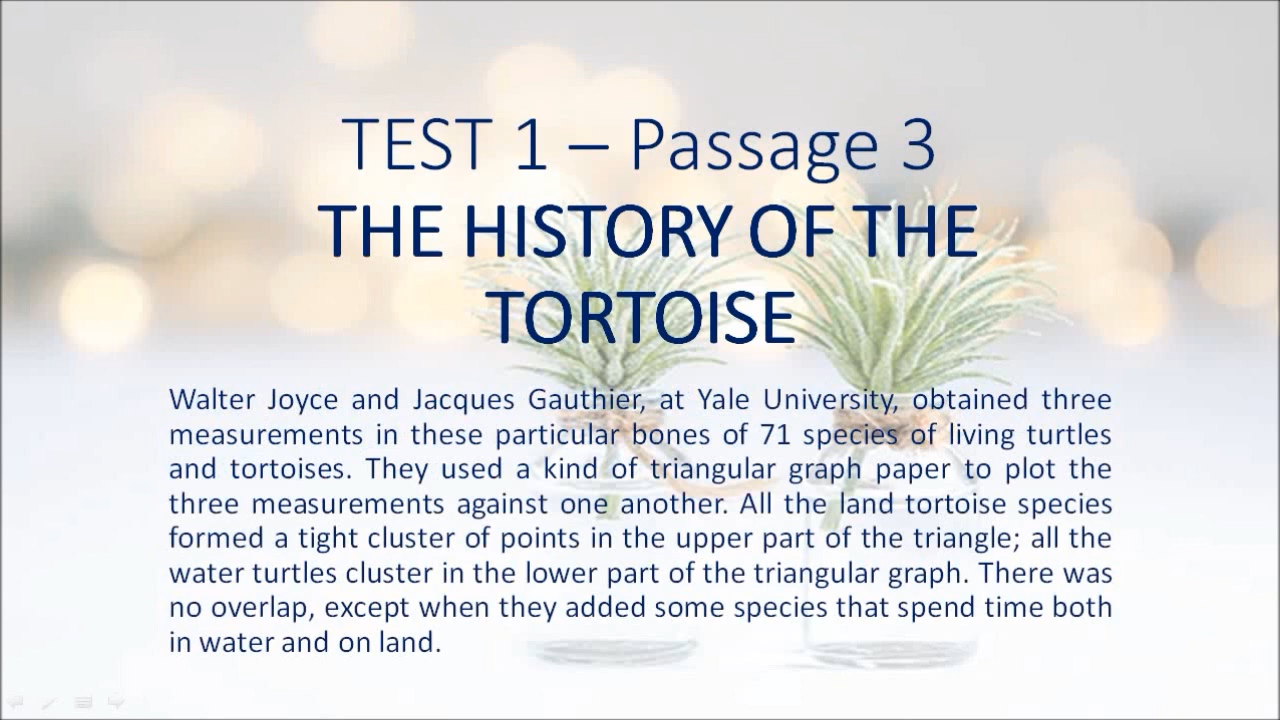 TEST 1 – Passage 3
THE HISTORY OF THE
TORTOISE
Walter Joyce and Jacques Gauthier, at Yale University, obtained three
measurements in these particular bones of 71 species of living turtles
and tortoises. They used a kind of triangular graph paper to plot the
three measurements against one another. All the land tortoise species
formed a tight cluster of points in the upper part of the triangle; all the
water turtles cluster in the lower part of the triangular graph. There was
no overlap, except when they added some species that spend time both
in water and on land.